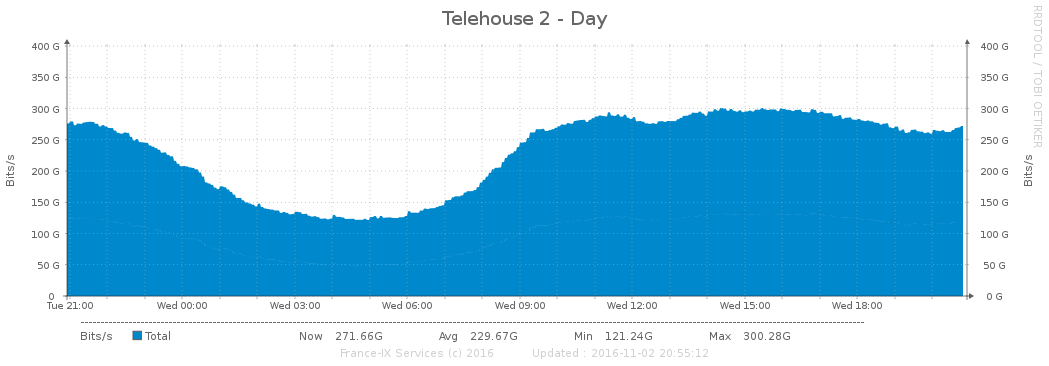 Telehouse 2 - Day
RRDTOOL / TOBI OETIKER
Bits/s
400 G 400 G
350 G 350 G
300 G 300 G
250 G 250 G
200 G 200 G
150 G 150 G
100 G 100 G
50 G 50 G
0 0 G
Bits/s
Tue 21:00 Wed 00:00 Wed 03:00 Wed 06:00 Wed 09:00 Wed 12:00 Wed 15:00 Wed 18:00
Bits/s Total Now 271.66G Avg 229.67G Min 121.24G Max 300.28G
France-IX Services (c) 2016 Updated : 2016-11-02 20:55:12